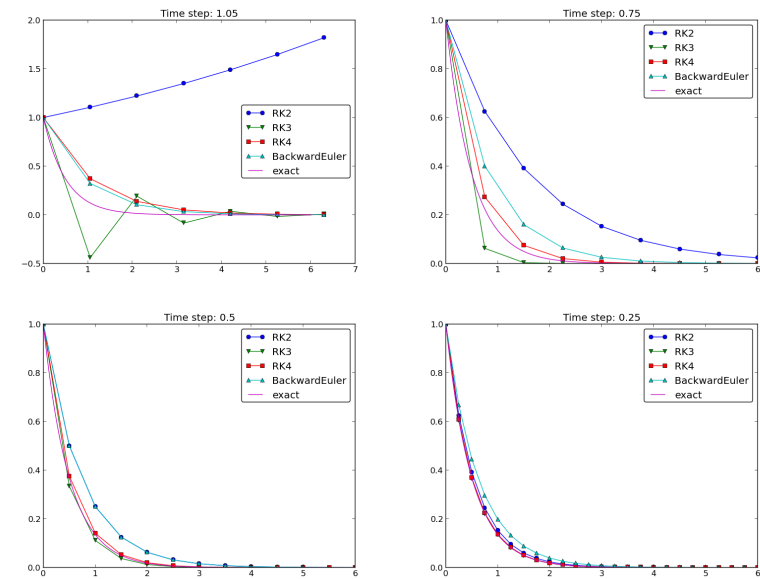 Time step: 1.05
2.0
1.5
1.0
0.5
0.0
−0.5
0 1 2 3 4 5 6 7
RK2
RK3
RK4
BackwardEuler
exact
Time step: 0.75
1.0
0.8
0.6
0.4
0.2
0.0
0 1 2 3 4 5 6
RK2
RK3
RK4
BackwardEuler
exact
Time step: 0.5
1.0
0.8
0.6
0.4
0.2
0.0
0 1 2 3 4 5 6
RK2
RK3
RK4
BackwardEuler
exact
Time step: 0.25
1.0
0.8
0.6
0.4
0.2
0.0
0 1 2 3 4 5 6
RK2
RK3
RK4
BackwardEuler
exact